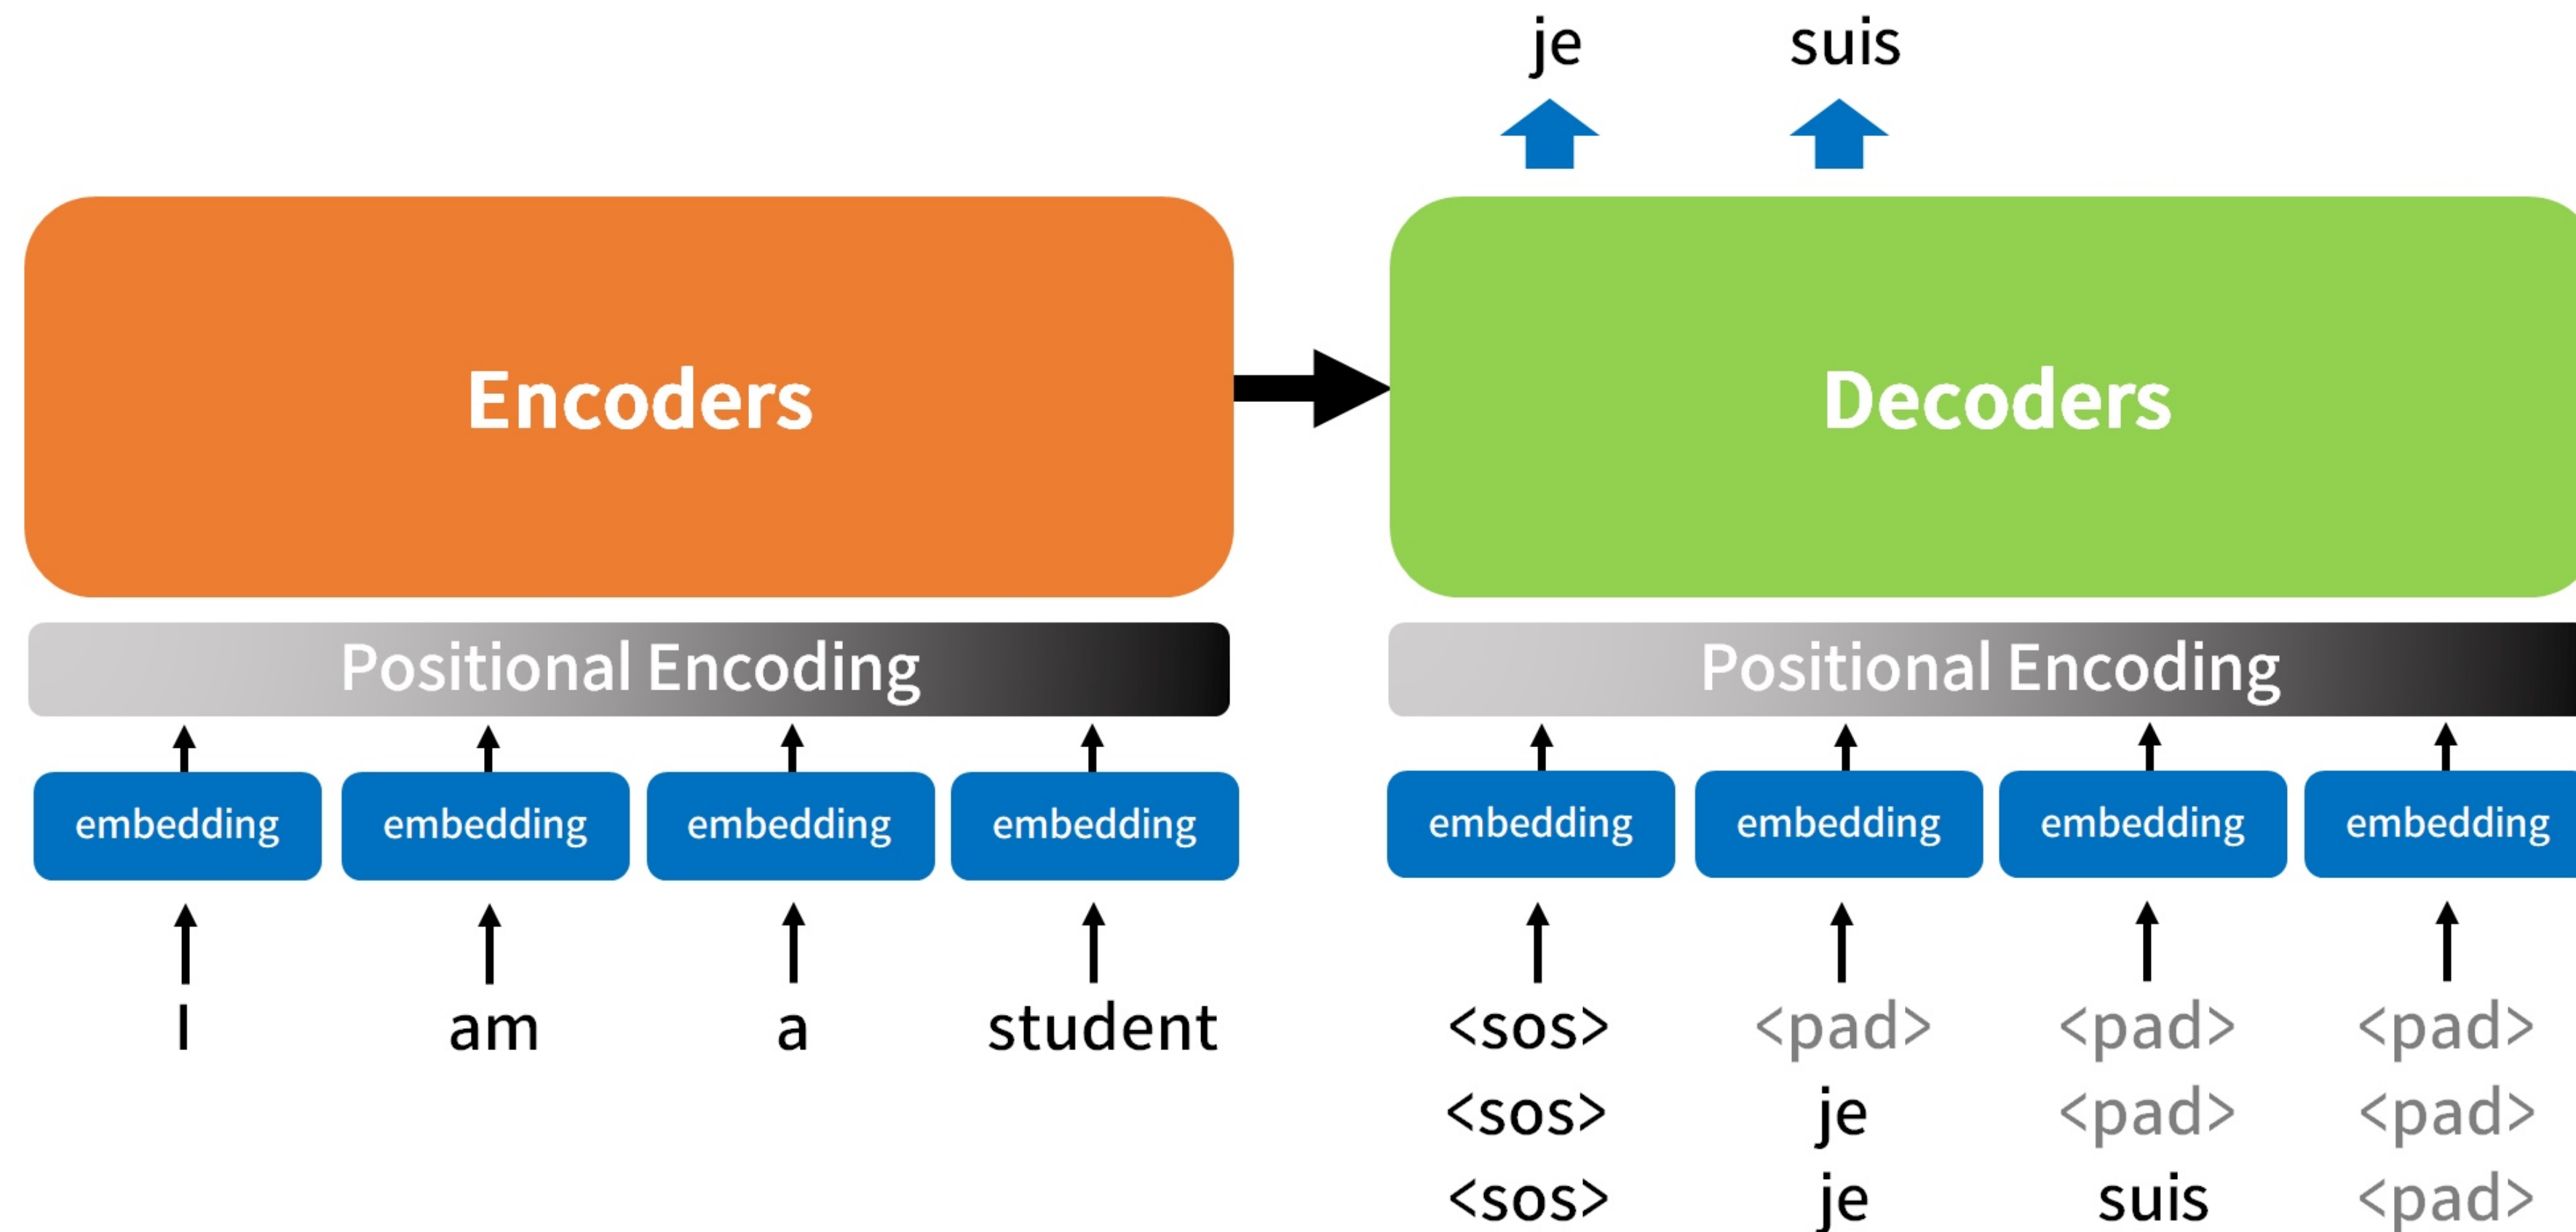 je suis
Encoders
Decoders
Positional Encoding
Positional Encoding
embedding embedding embedding embedding
embedding embedding embedding embedding
I am a student
<sos> <pad> <pad> <pad>
<sos> je <pad> <pad>
<sos> je suis <pad>